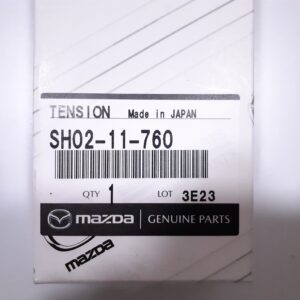 TENSION Made in JAPAN
SH02-11-760
QTY 1 LOT 3E23
mazda GENUINE PARTS
mazda